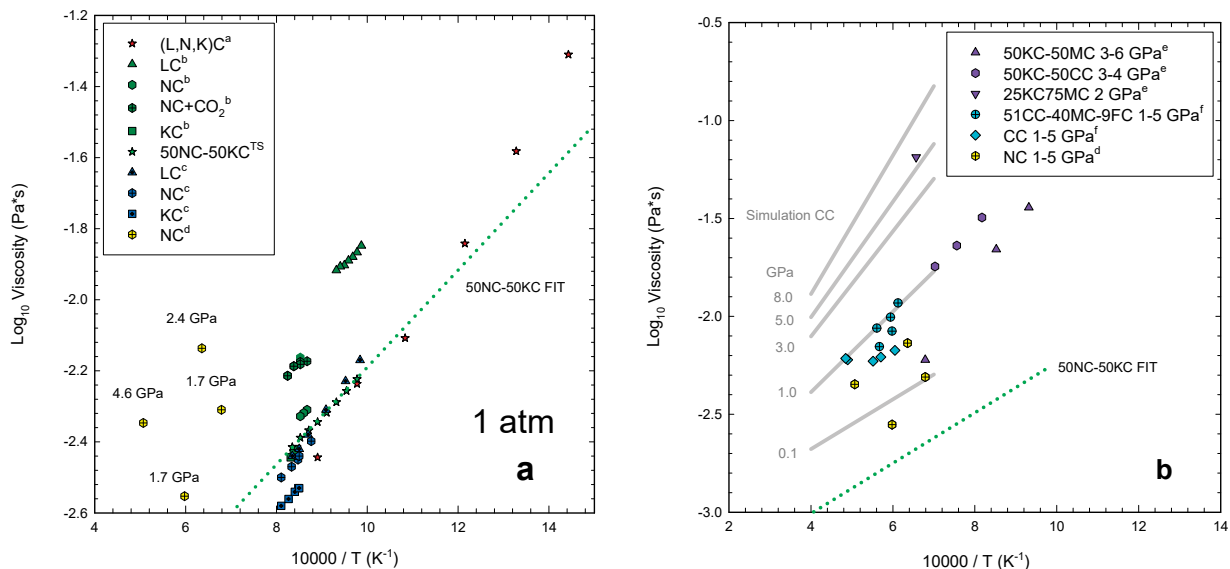 (L,N,K)Cᵃ
LCᵇ
NCᵇ
NC+CO₂ᵇ
KCᵇ
50NC-50KCᵀˢ
LCᶜ
NCᶜ
KCᶜ
NCᵈ
-1.2
-1.4
-1.6
-1.8
-2.0
-2.2
-2.4
-2.6
Log₁₀ Viscosity (Pa*s)
2.4 GPa
4.6 GPa
1.7 GPa
1.7 GPa
50NC-50KC FIT
1 atm
a
4 6 8 10 12 14
10000 / T (K⁻¹)
50KC-50MC 3-6 GPaᵉ
50KC-50CC 3-4 GPaᵉ
25KC75MC 2 GPaᵉ
51CC-40MC-9FC 1-5 GPaᶠ
CC 1-5 GPaᶠ
NC 1-5 GPaᵈ
-0.5
-1.0
-1.5
-2.0
-2.5
-3.0
Log₁₀ Viscosity (Pa*s)
Simulation CC
GPa
8.0
5.0
3.0
1.0
0.1
50NC-50KC FIT
b
2 4 6 8 10 12 14
10000 / T (K⁻¹)